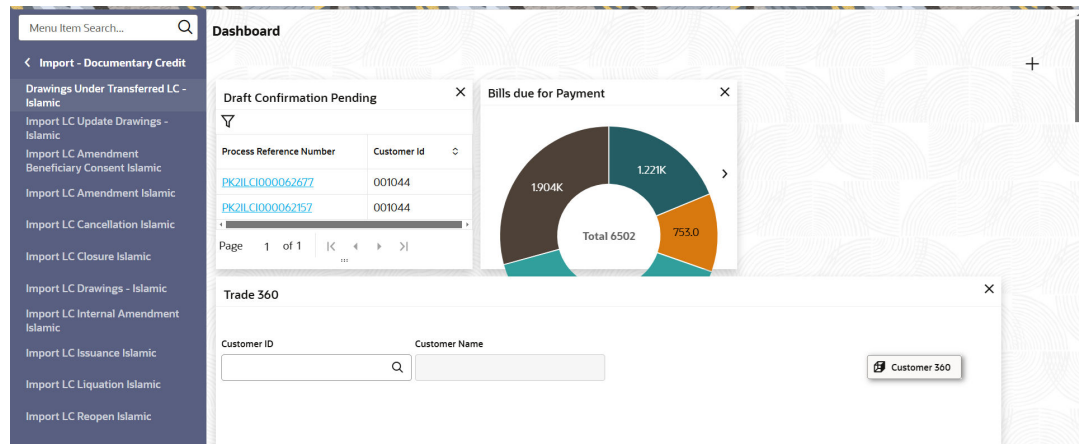 Menu Item Search...
Import - Documentary Credit
Drawings Under Transferred LC -
Islamic
Import LC Update Drawings -
Islamic
Import LC Amendment
Beneficiary Consent Islamic
Import LC Amendment Islamic
Import LC Cancellation Islamic
Import LC Closure Islamic
Import LC Drawings - Islamic
Import LC Internal Amendment
Islamic
Import LC Issuance Islamic
Import LC Liquation Islamic
Import LC Reopen Islamic
Dashboard
Draft Confirmation Pending
Process Reference Number Customer Id
PK2ILCI000062677 001044
PK2ILCI000062157 001044
Page 1 of 1
Bills due for Payment
1.904K
1.221K
753.0
Total 6502
Trade 360
Customer ID Customer Name
Customer 360